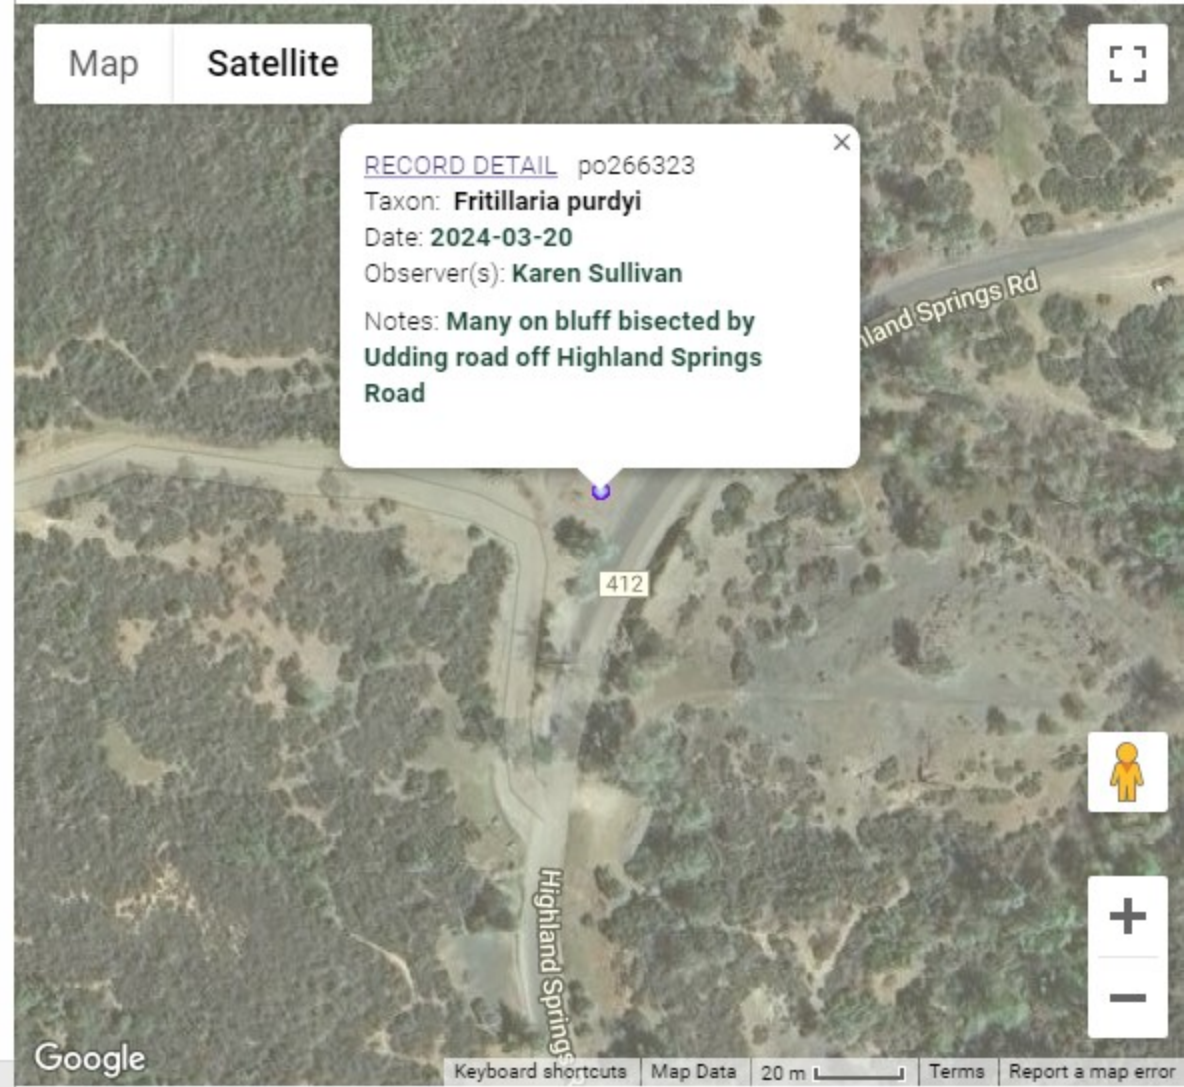 Map Satellite
RECORD DETAIL po266323
Taxon: Fritillaria purdyi
Date: 2024-03-20
Observer(s): Karen Sullivan
Notes: Many on bluff bisected by
Udding road off Highland Springs
Road
hland Springs Rd
412
Highland Springs
Google
Keyboard shortcuts Map Data 20 m Terms Report a map error